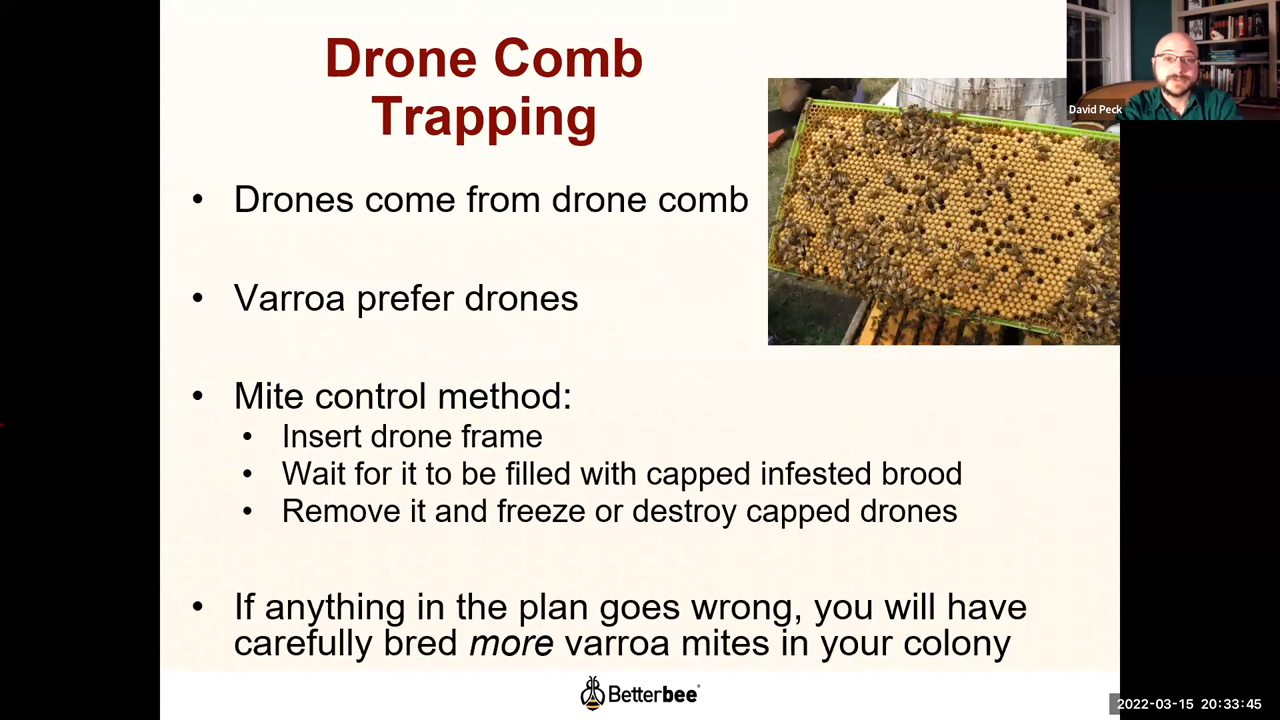 Drone Comb
Trapping
David Peck
• Drones come from drone comb
• Varroa prefer drones
• Mite control method:
• Insert drone frame
• Wait for it to be filled with capped infested brood
• Remove it and freeze or destroy capped drones
• If anything in the plan goes wrong, you will have
carefully bred more varroa mites in your colony
Betterbee®
2022-03-15 20:33:45